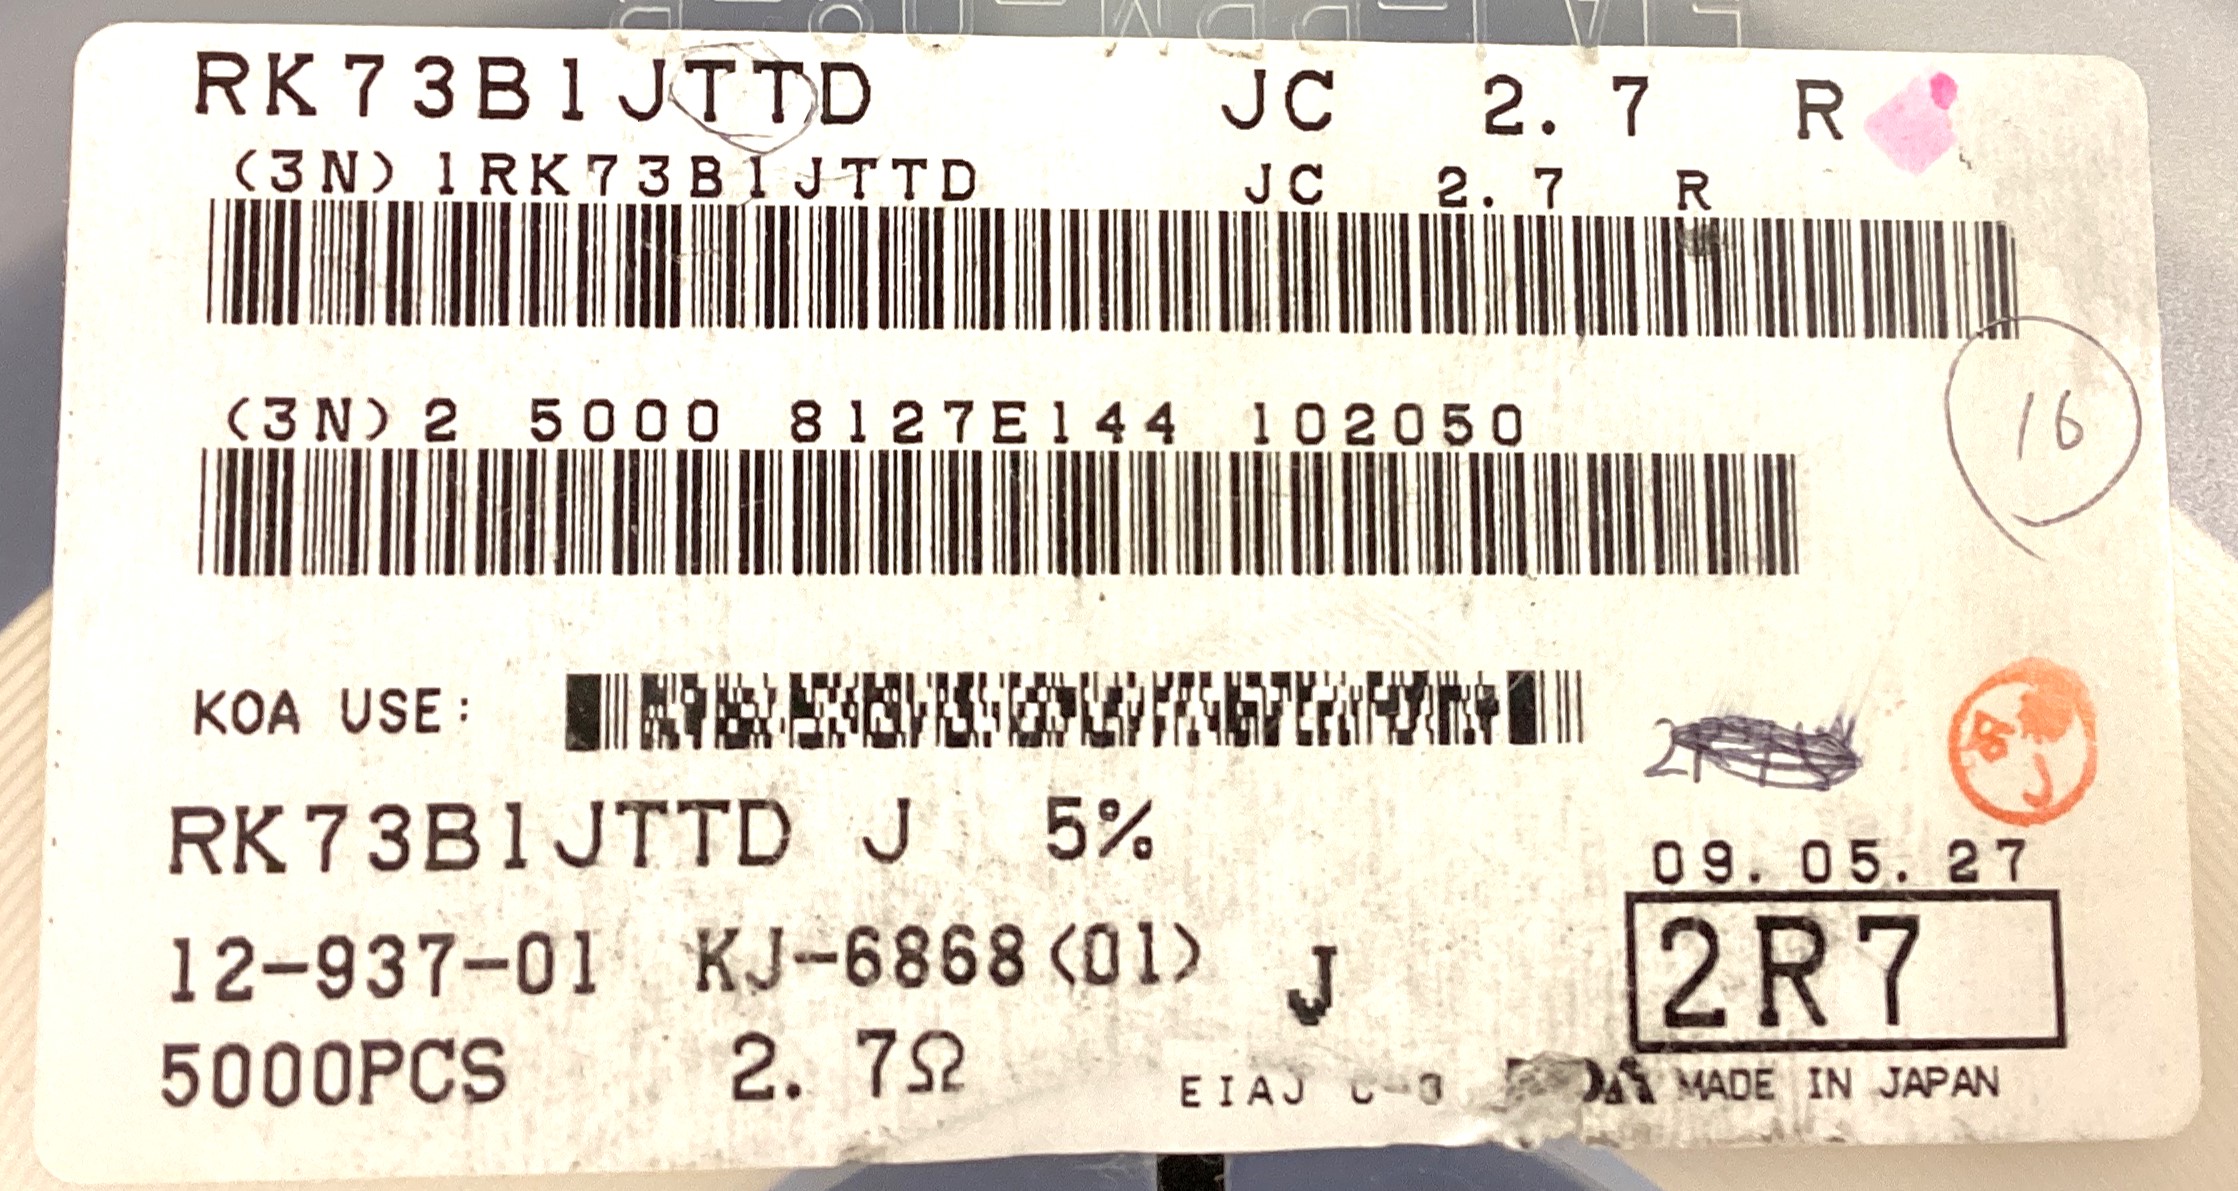 RK73B1JTTD JC 2.7 R
(3N)1RK73B1JTTD JC 2.7 R
(3N)2 5000 8127E144 102050
16
KOA USE:
RK73B1JTTD J 5%
09.05.27
12-937-01 KJ-6868(01) J
2R7
5000PCS 2.7Ω
EIAJ MADE IN JAPAN